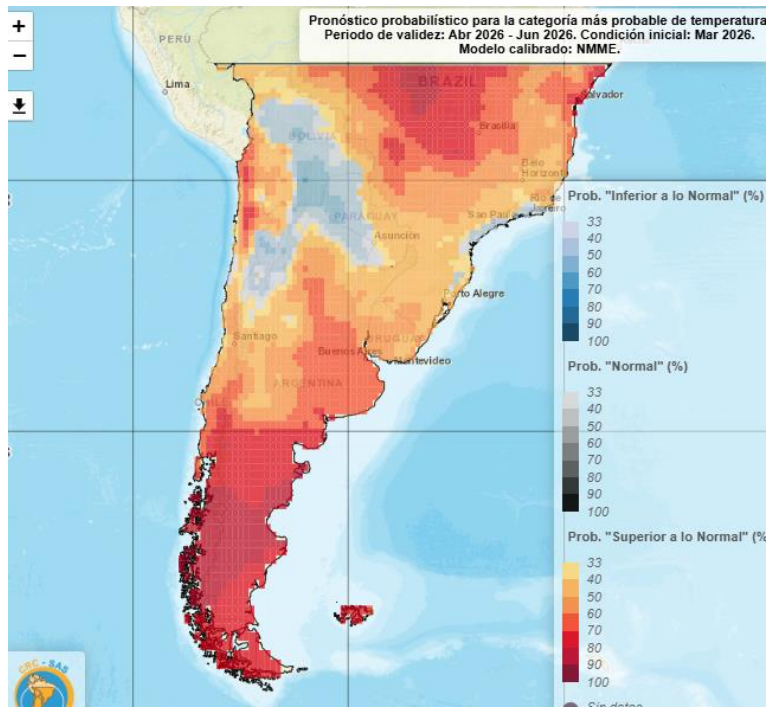 +
−
Pronóstico probabilístico para la categoría más probable de temperatura
Periodo de validez: Abr 2026 - Jun 2026. Condición inicial: Mar 2026.
Modelo calibrado: NMME.
PERÚ
Lima
BRAZIL
Salvador
Brasília
BOLIVIA
Belo
Horizont
Rio de
Janeiro
Sao Paulo
PARAGUAY
Asunción
Porto Alegre
Santiago
URUGUAY
Buenos Aires
Montevideo
ARGENTINA
Prob. "Inferior a lo Normal" (%)
33
40
50
60
70
80
90
100
Prob. "Normal" (%)
33
40
50
60
70
80
90
100
Prob. "Superior a lo Normal" (%
33
40
50
60
70
80
90
100
Sin datos
CRC - SAS